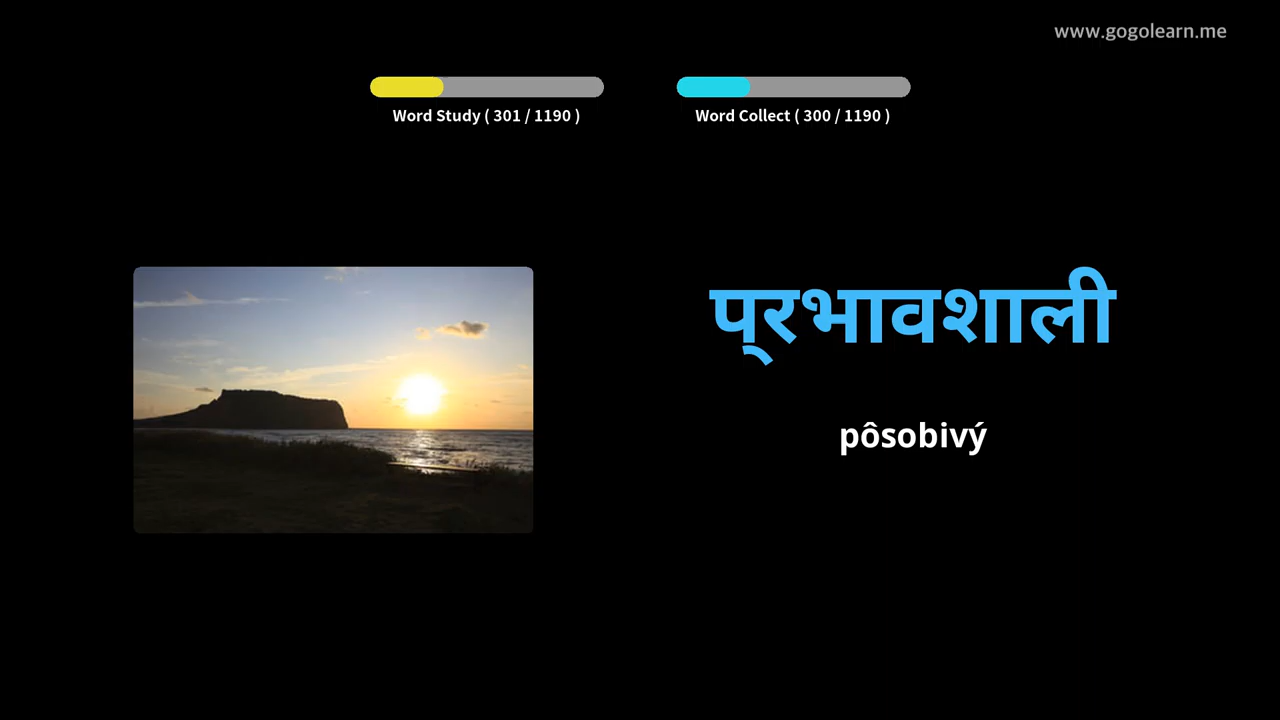 www.gogolearn.me
Word Study ( 301 / 1190 )
Word Collect ( 300 / 1190 )
प्रभावशाली
pôsobivý